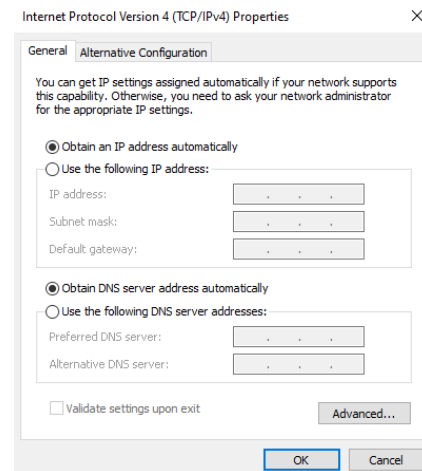 Internet Protocol Version 4 (TCP/IPv4) Properties
General
Alternative Configuration
You can get IP settings assigned automatically if your network supports
this capability. Otherwise, you need to ask your network administrator
for the appropriate IP settings.
Obtain an IP address automatically
Use the following IP address:
IP address:
Subnet mask:
Default gateway:
Obtain DNS server address automatically
Use the following DNS server addresses:
Preferred DNS server:
Alternative DNS server:
Validate settings upon exit
Advanced...
OK
Cancel